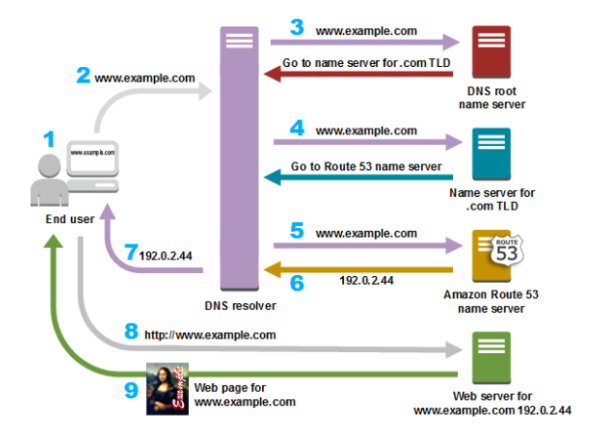 3 www.example.com
Go to name server for .com TLD
DNS root
name server
2 www.example.com
1
www.example.com
End user
4 www.example.com
Go to Route 53 name server
Name server for
.com TLD
5 www.example.com
ROUTE
53
6 192.0.2.44
Amazon Route 53
name server
7 192.0.2.44
DNS resolver
8 http://www.example.com
9
Example
Web page for
www.example.com
Web server for
www.example.com 192.0.2.44